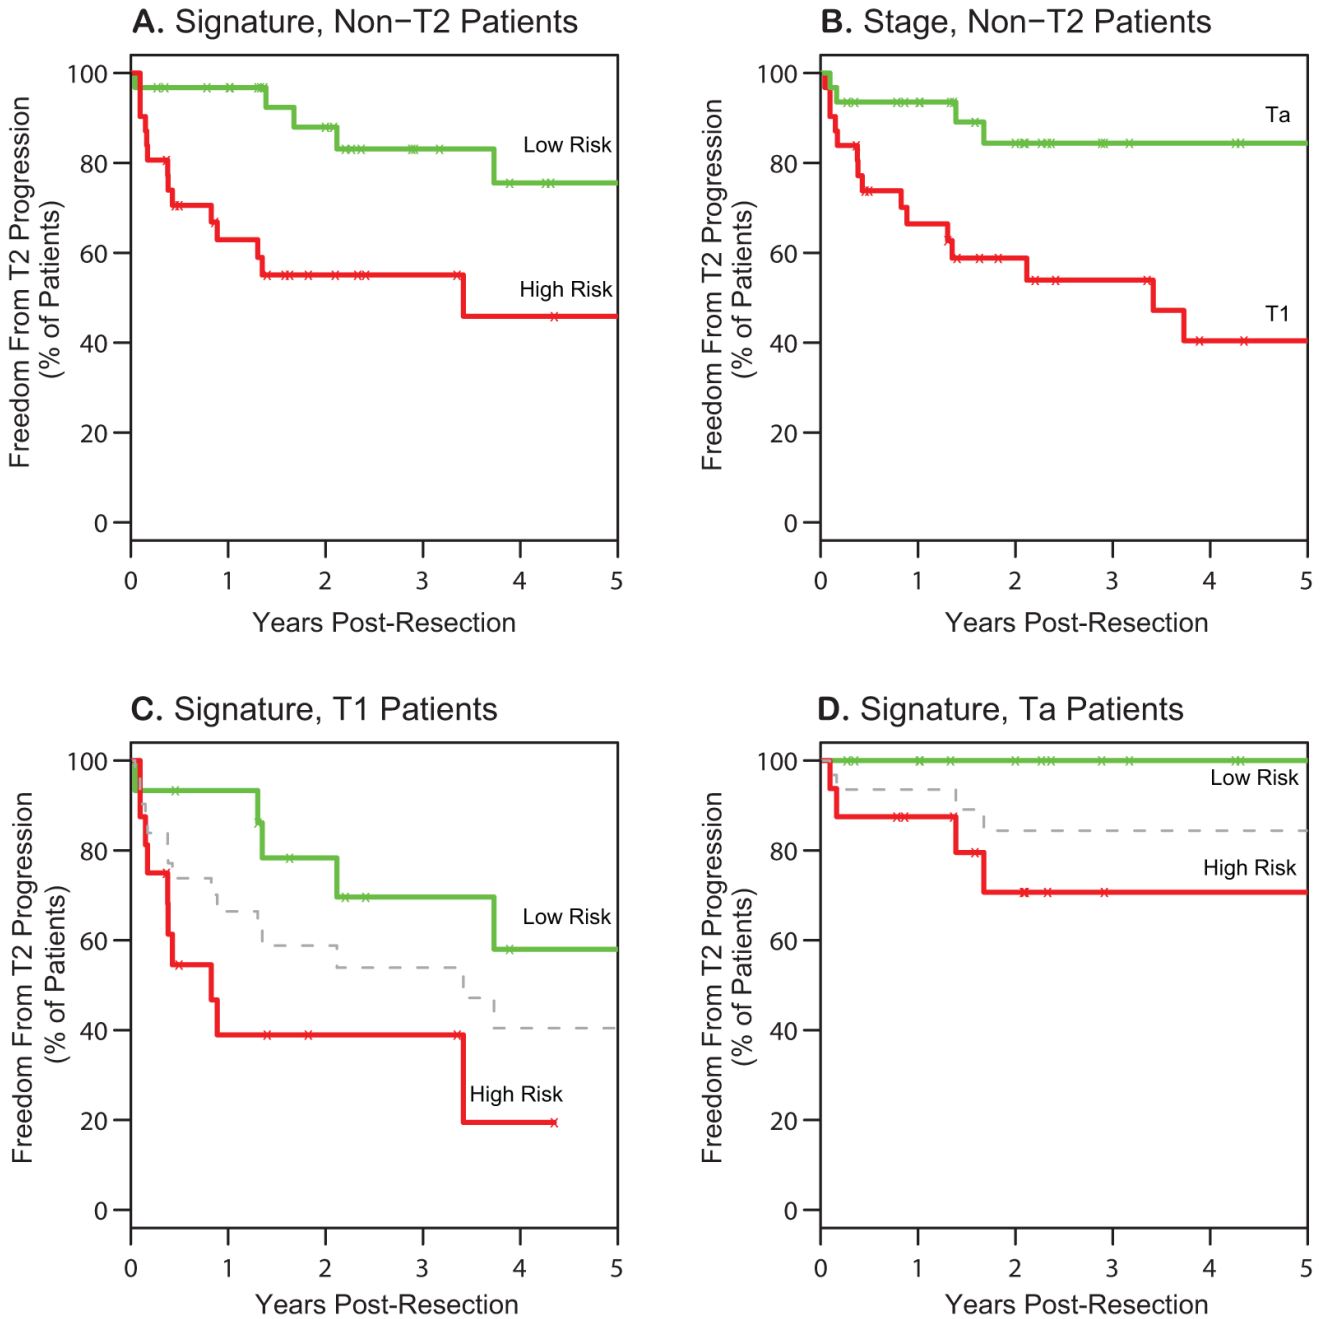 A. Signature, Non−T2 Patients
Freedom From T2 Progression
(% of Patients)
100
80
60
40
20
0
Low Risk
High Risk
0 1 2 3 4 5
Years Post-Resection
B. Stage, Non−T2 Patients
Freedom From T2 Progression
(% of Patients)
100
80
60
40
20
0
Ta
T1
0 1 2 3 4 5
Years Post-Resection
C. Signature, T1 Patients
Freedom From T2 Progression
(% of Patients)
100
80
60
40
20
0
Low Risk
High Risk
0 1 2 3 4 5
Years Post-Resection
D. Signature, Ta Patients
Freedom From T2 Progression
(% of Patients)
100
80
60
40
20
0
Low Risk
High Risk
0 1 2 3 4 5
Years Post-Resection